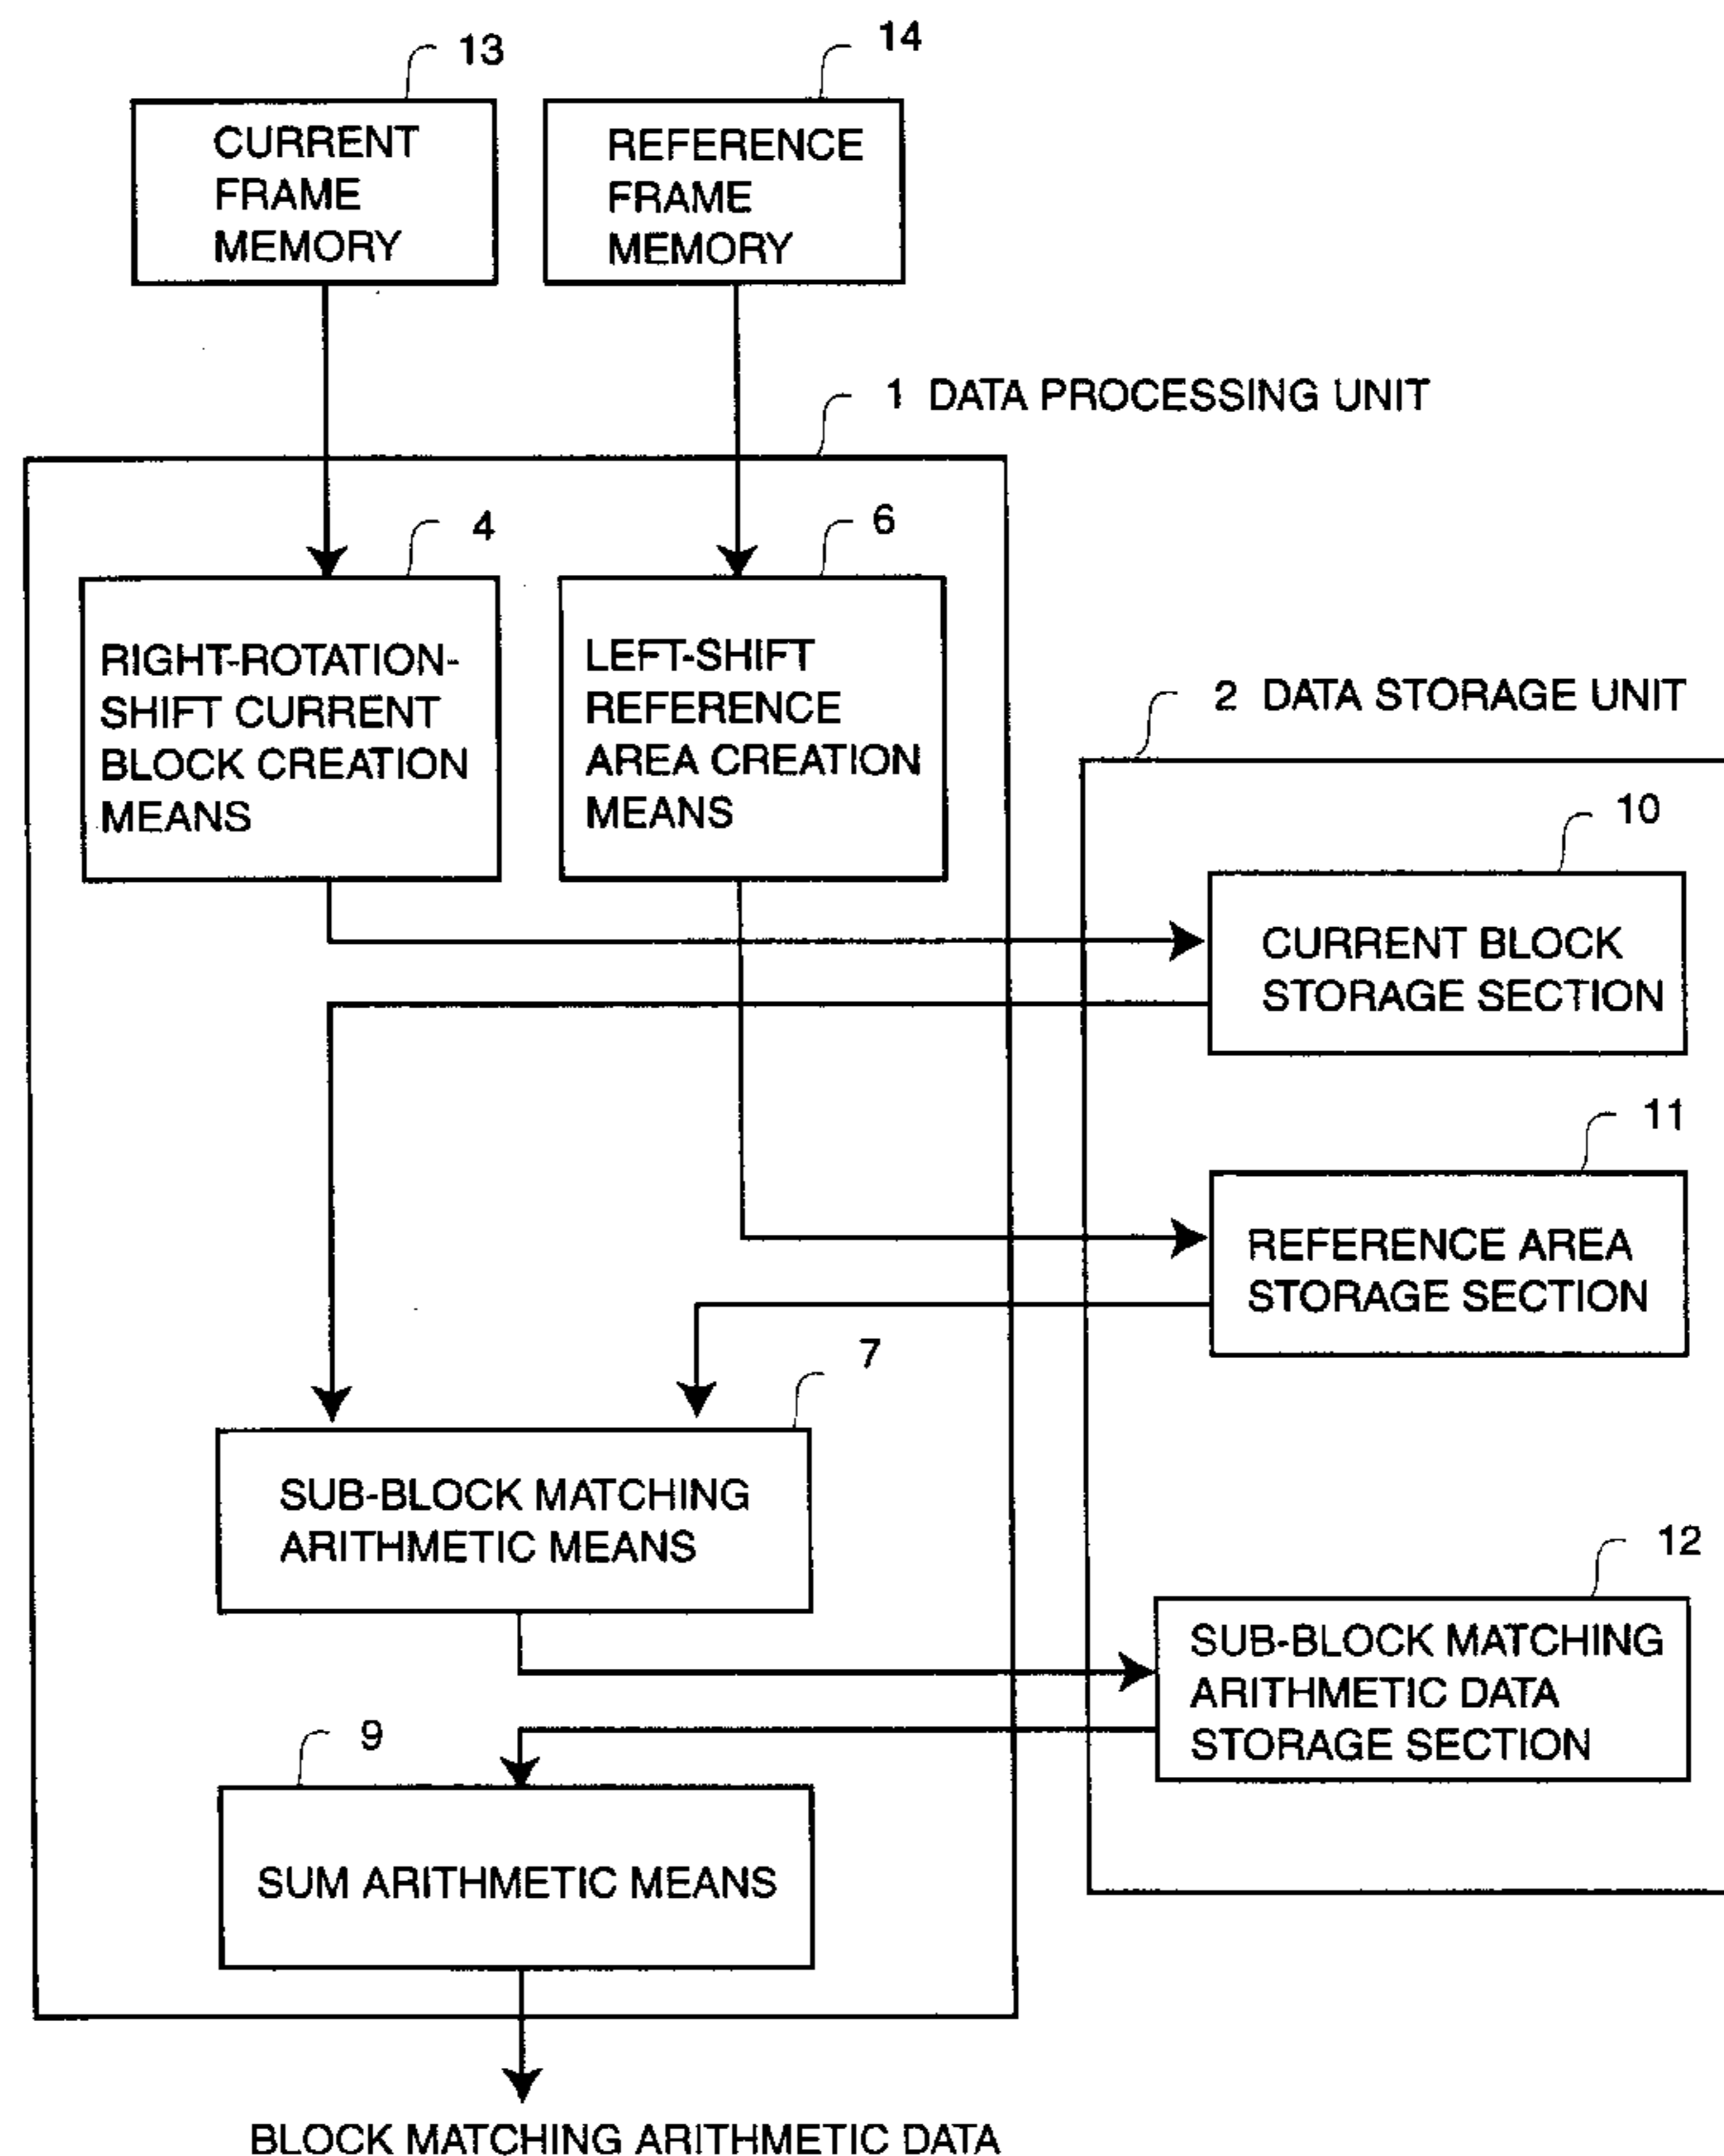 13
14
CURRENT
FRAME
MEMORY
REFERENCE
FRAME
MEMORY
1 DATA PROCESSING UNIT
4
6
RIGHT-ROTATION-
SHIFT CURRENT
BLOCK CREATION
MEANS
LEFT-SHIFT
REFERENCE
AREA CREATION
MEANS
2 DATA STORAGE UNIT
10
CURRENT BLOCK
STORAGE SECTION
11
REFERENCE AREA
STORAGE SECTION
7
SUB-BLOCK MATCHING
ARITHMETIC MEANS
12
SUB-BLOCK MATCHING
ARITHMETIC DATA
STORAGE SECTION
9
SUM ARITHMETIC MEANS
BLOCK MATCHING ARITHMETIC DATA